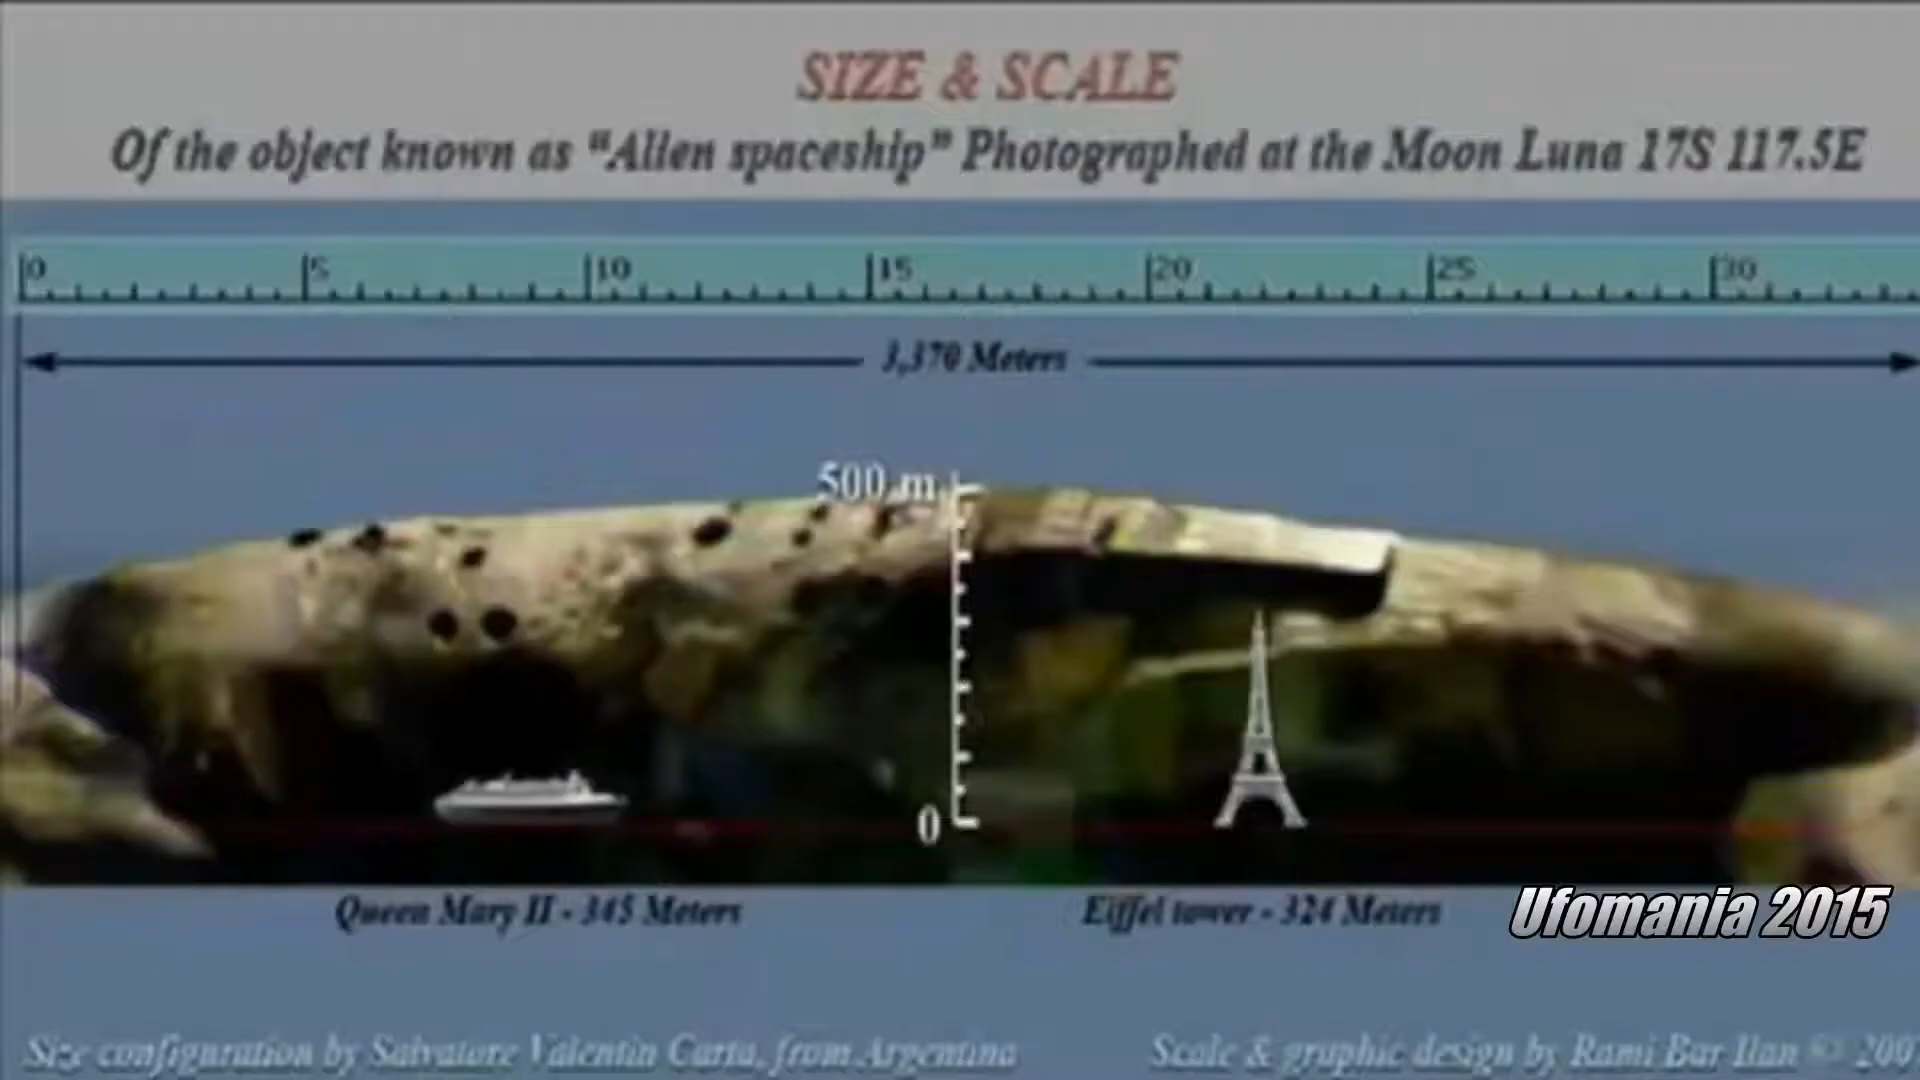 SIZE & SCALE
Of the object known as "Alien spaceship" Photographed at the Moon Luna 17S 117.5E
0 5 10 15 20 25 30
3,370 Meters
500 m
0
Queen Mary II - 345 Meters
Eiffel tower - 324 Meters
Ufomania 2015
Size configuration by Salvatore Valentin Carta, from Argentina
Scale & graphic design by Rami Bar Ilan © 200